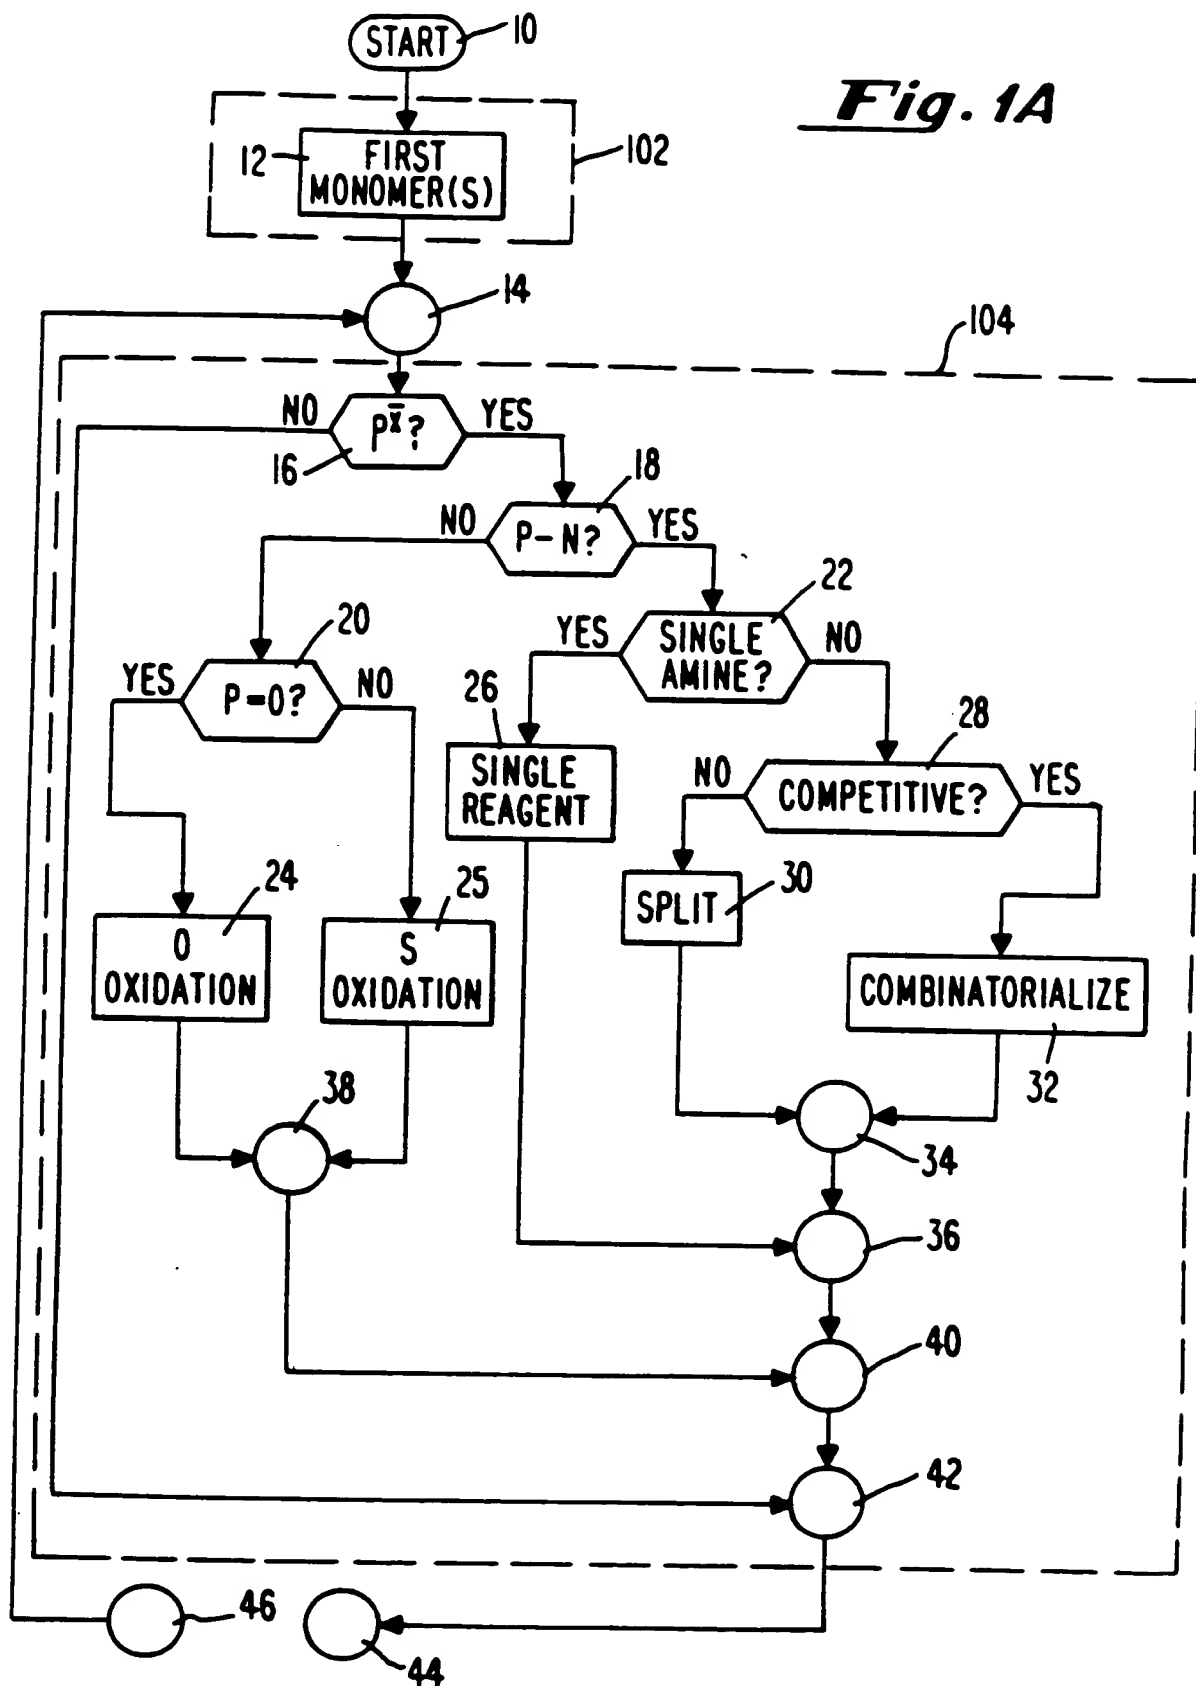 START
10
Fig. 1A
12
FIRST
MONOMER(S)
102
14
104
NO
PX̄?
YES
16
18
NO
P-N?
YES
22
20
YES
SINGLE
AMINE?
NO
YES
P=O?
NO
26
28
SINGLE
REAGENT
NO
COMPETITIVE?
YES
24
25
SPLIT
30
O
OXIDATION
S
OXIDATION
COMBINATORIALIZE
38
32
34
36
40
42
46
44